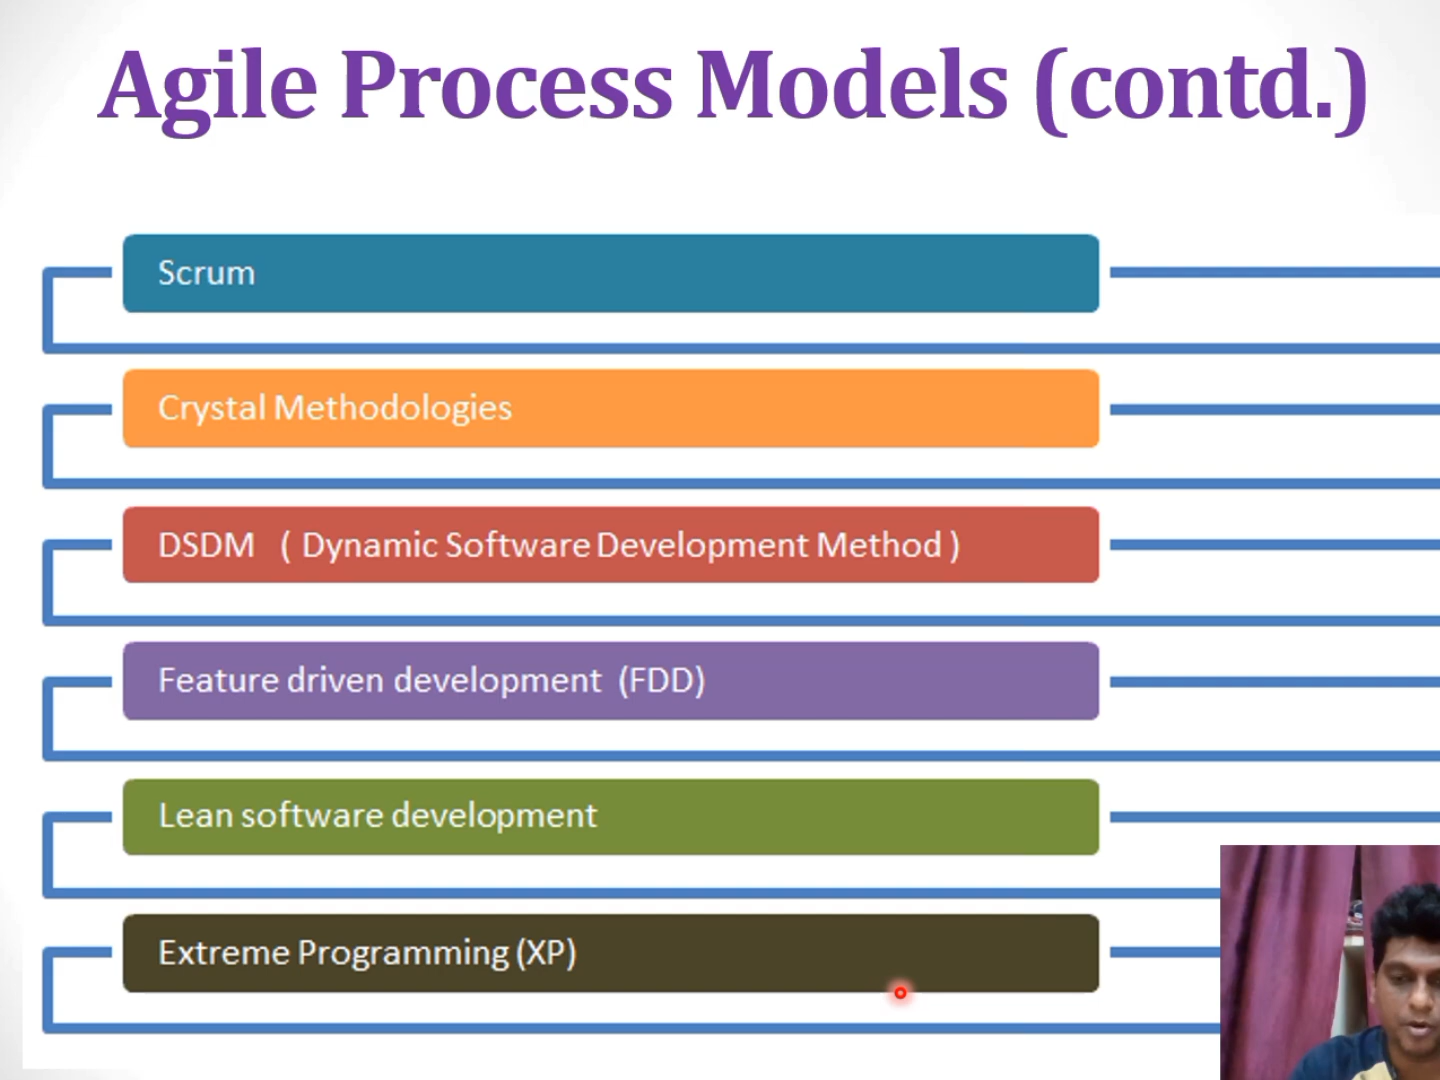 Agile Process Models (contd.)
Scrum
Crystal Methodologies
DSDM ( Dynamic Software Development Method )
Feature driven development (FDD)
Lean software development
Extreme Programming (XP)